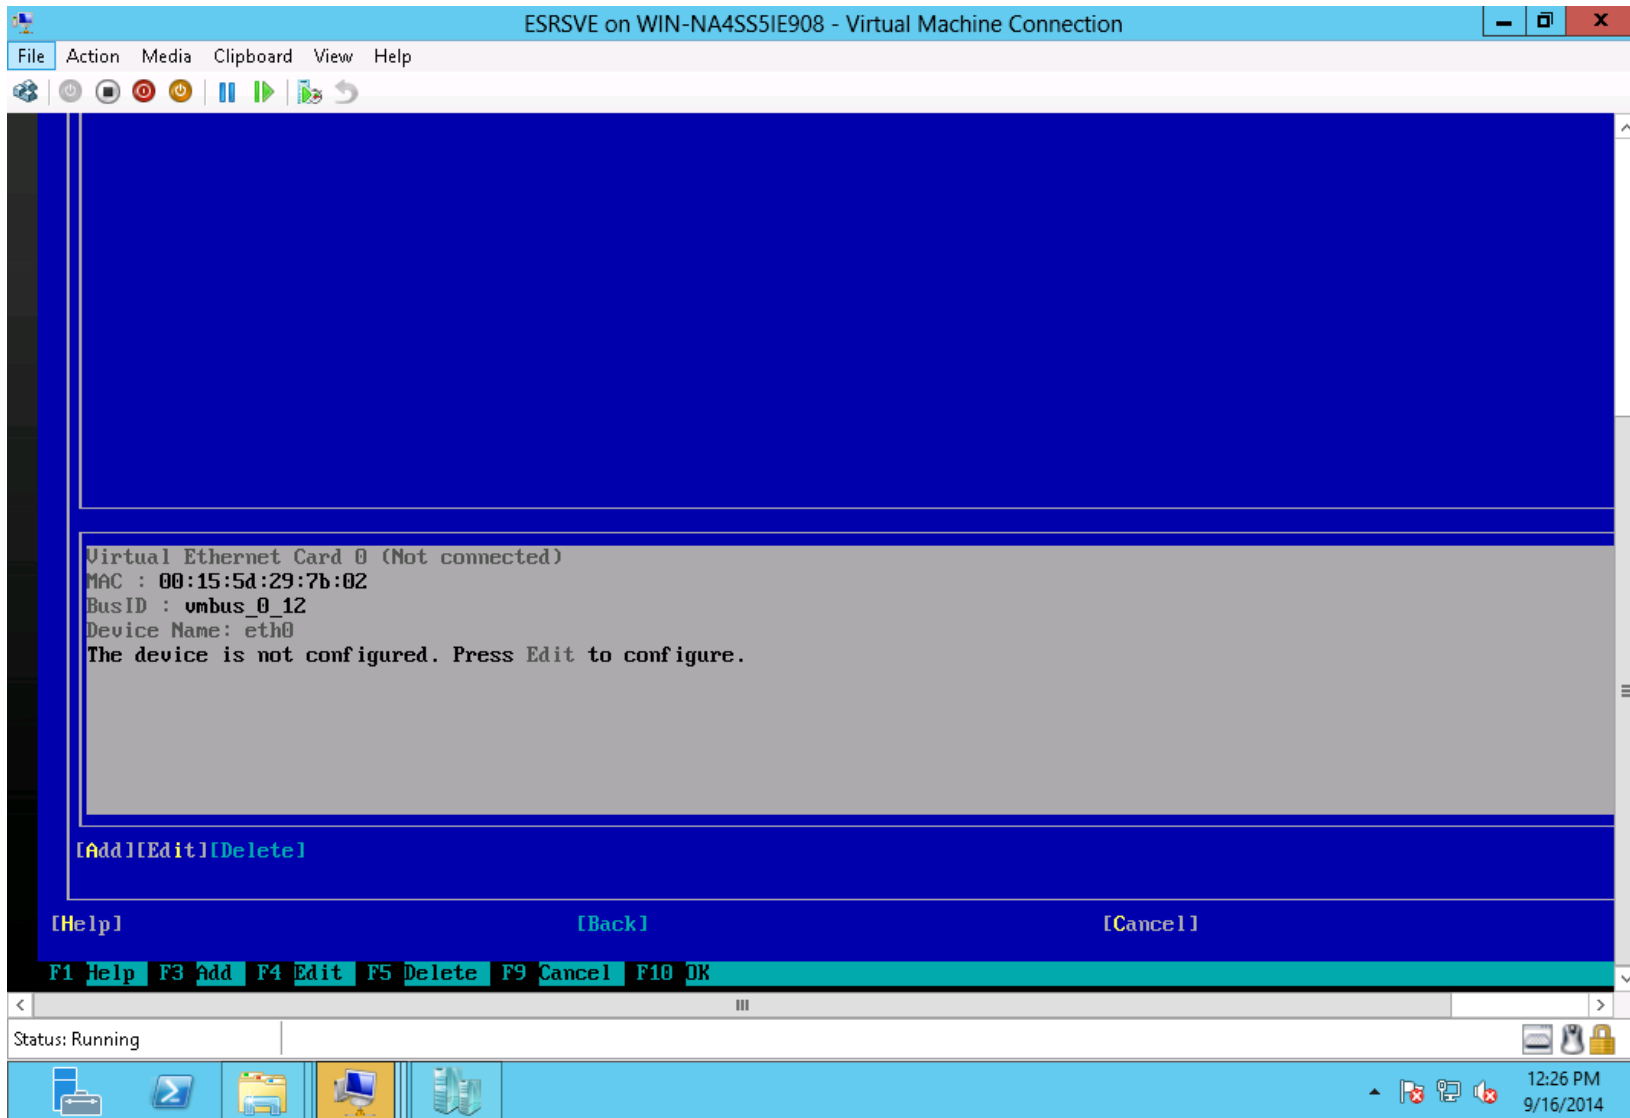 ESRSVE on WIN-NA4SS5IE908 - Virtual Machine Connection
File Action Media Clipboard View Help
Virtual Ethernet Card 0 (Not connected)
MAC : 00:15:5d:29:7b:02
BusID : vmbus_0_12
Device Name: eth0
The device is not configured. Press Edit to configure.
[Add][Edit][Delete]
[Help] [Back] [Cancel]
F1 Help F3 Add F4 Edit F5 Delete F9 Cancel F10 OK
Status: Running
12:26 PM
9/16/2014